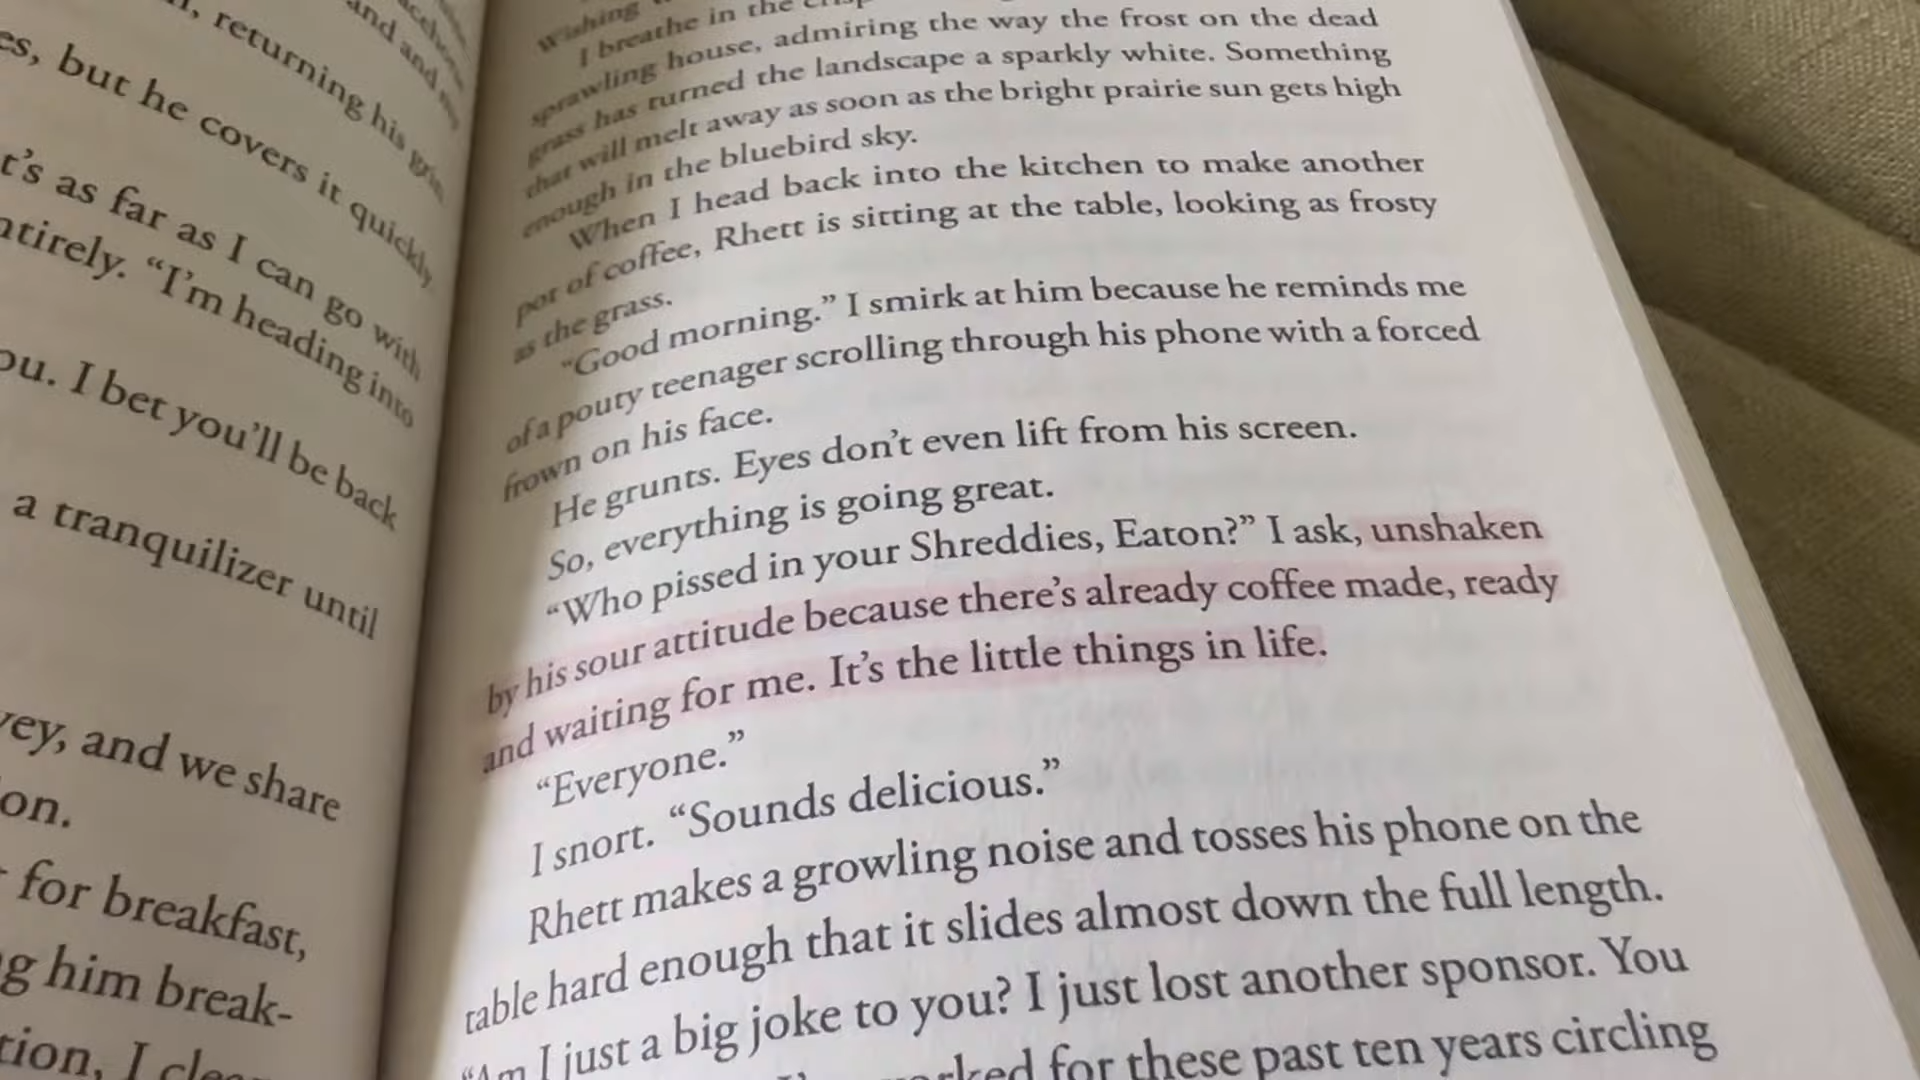 returning his grin
es, but he covers it quickly.
t's as far as I can go with
ntirely. "I'm heading into
ou. I bet you'll be back
a tranquilizer until
vey, and we share
on.
for breakfast,
g him break-
tion, I
Wishing
I breathe in the
sprawling house, admiring the way the frost on the dead
grass has turned the landscape a sparkly white. Something
that will melt away as soon as the bright prairie sun gets high
enough in the bluebird sky.
When I head back into the kitchen to make another
pot of coffee, Rhett is sitting at the table, looking as frosty
as the grass.
"Good morning." I smirk at him because he reminds me
of a pouty teenager scrolling through his phone with a forced
frown on his face.
He grunts. Eyes don't even lift from his screen.
So, everything is going great.
"Who pissed in your Shreddies, Eaton?" I ask, unshaken
by his sour attitude because there's already coffee made, ready
and waiting for me. It's the little things in life.
"Everyone."
I snort. "Sounds delicious."
Rhett makes a growling noise and tosses his phone on the
table hard enough that it slides almost down the full length.
"Am I just a big joke to you? I just lost another sponsor. You
for these past ten years circling